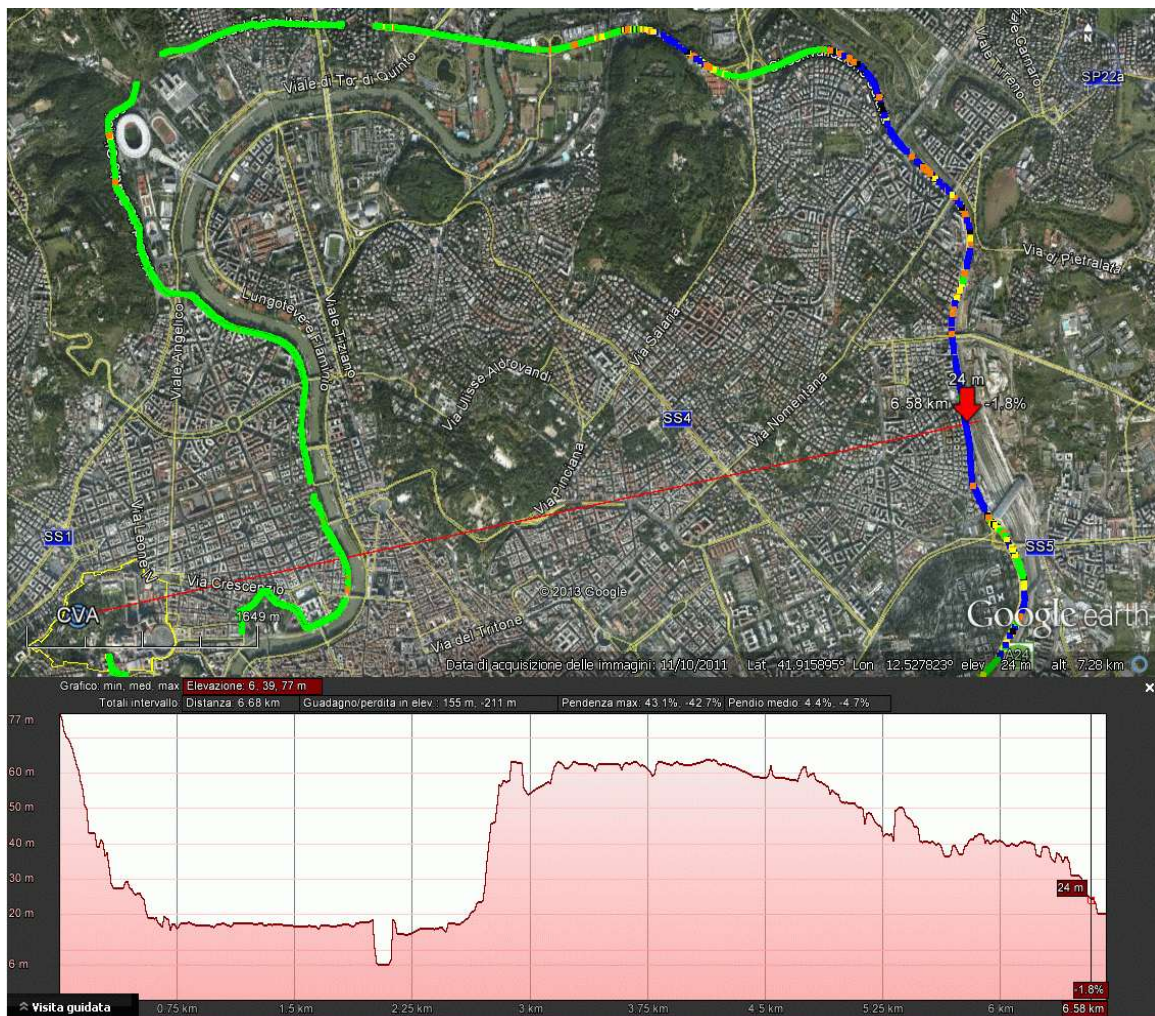 Viale di Tor di Quinto
Viale Tirreno
SP22a
Via di Pietralata
Viale Angelico
Lungotevere Flaminio
Viale Tiziano
Via Ulisse Aldrovandi
Via Salaria
24 m
6.58 km
-1.8%
SS4
Via Nomentana
Via Pinciana
SS1
Via Leone IV
SS5
Via Crescenzio
© 2013 Google
CVA
1649 m
Via del Tritone
Google earth
A24
Data di acquisizione delle immagini: 11/10/2011 Lat 41.915895° Lon 12.527823° elev 24 m alt 7.28 km
Grafico: min, med, max Elevazione: 6, 39, 77 m
Totali intervallo Distanza: 6.68 km Guadagno/perdita in elev.: 155 m, -211 m Pendenza max: 43.1%, -42.7% Pendio medio: 4.4%, -4.7%
77 m
60 m
50 m
40 m
30 m
24 m
20 m
6 m
-1.8%
Visita guidata 0.75 km 1.5 km 2.25 km 3 km 3.75 km 4.5 km 5.25 km 6 km 6.58 km